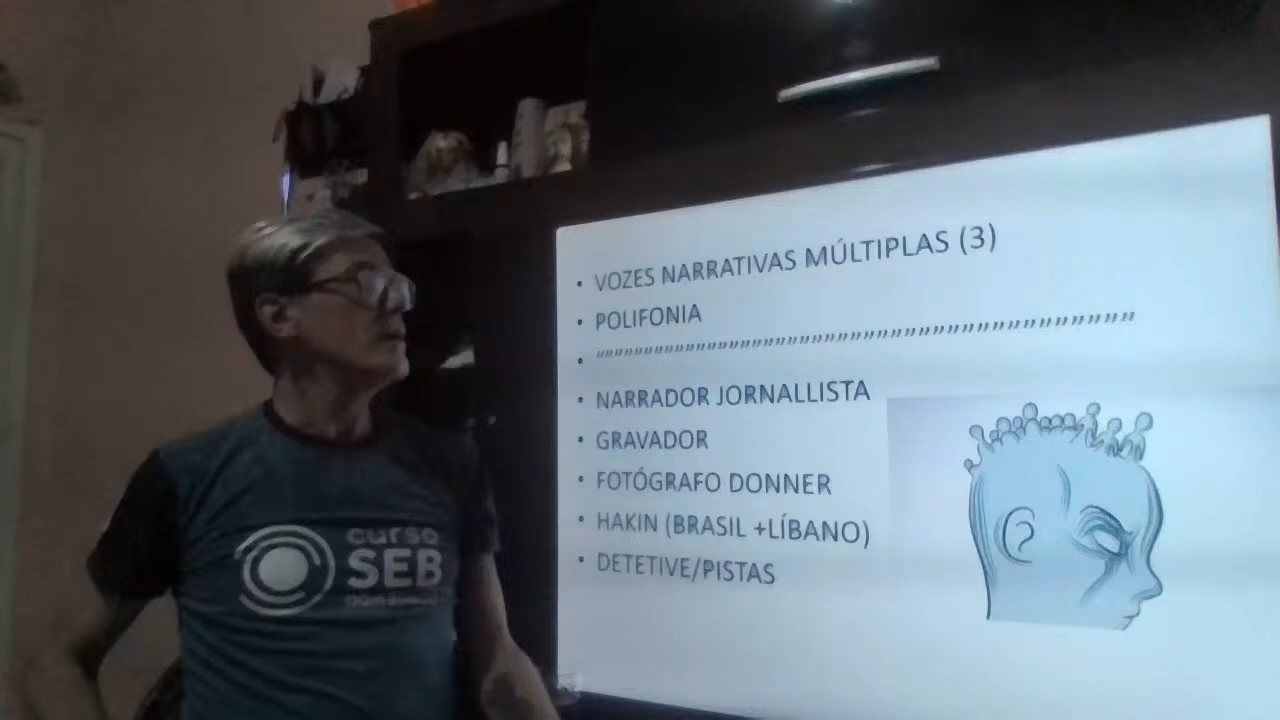 • VOZES NARRATIVAS MÚLTIPLAS (3)
• POLIFONIA
• NARRADOR JORNALLISTA
• GRAVADOR
• FOTÓGRAFO DONNER
• HAKIN (BRASIL +LÍBANO)
• DETETIVE/PISTAS
curso
SEB